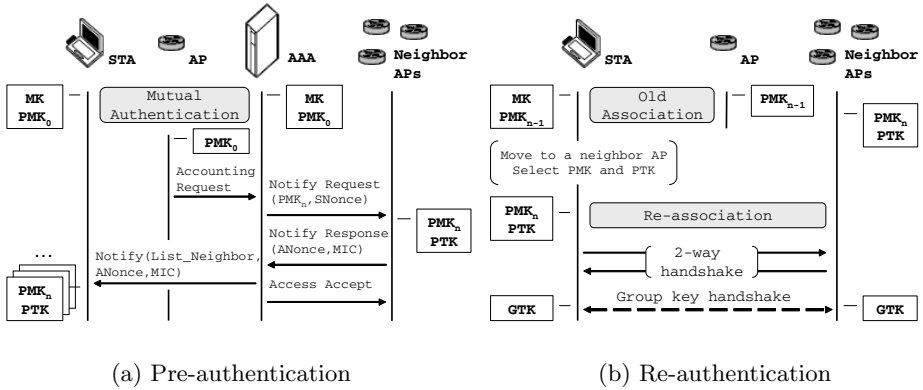 STA AP AAA Neighbor APs
MK
PMK0
Mutual
Authentication
MK
PMK0
PMK0
Accounting
Request
Notify Request
(PMKn,SNonce)
PMKn
PTK
Notify Response
(ANonce,MIC)
...
Notify(List_Neighbor,
ANonce,MIC)
PMKn
PTK
Access Accept
(a) Pre-authentication
STA AP Neighbor
APs
MK
PMKn-1
Old
Association
PMKn-1
PMKn
PTK
Move to a neighbor AP
Select PMK and PTK
PMKn
PTK
Re-association
2-way
handshake
GTK
Group key handshake
GTK
(b) Re-authentication